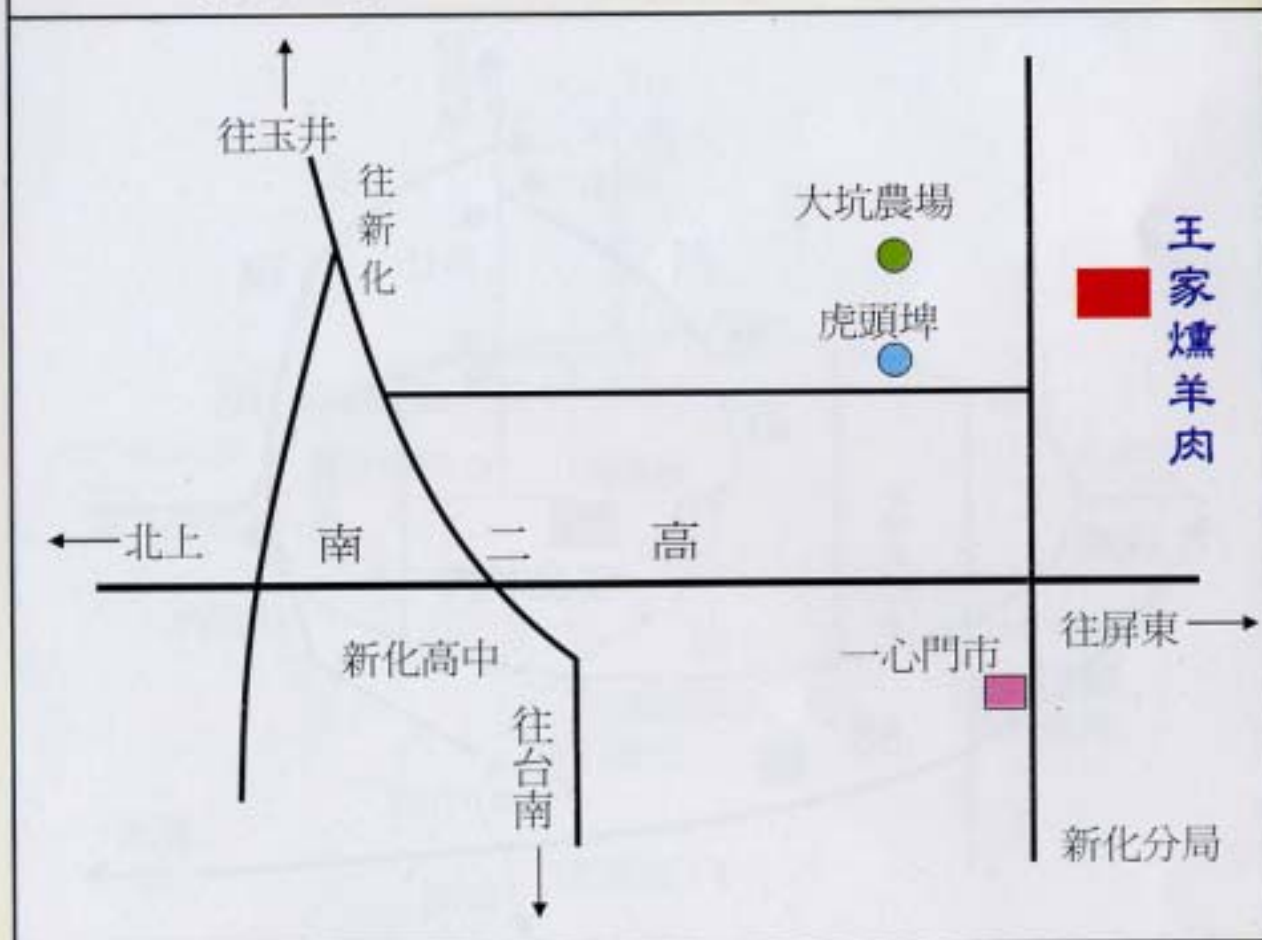 往玉井
往新化
大坑農場
虎頭埤
王家燻羊肉
北上
南二高
往屏東
新化高中
一心門市
往台南
新化分局